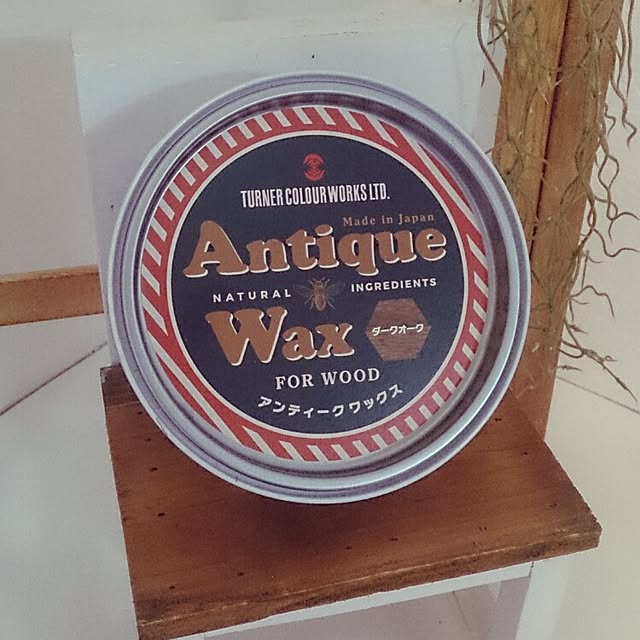 TURNER COLOUR WORKS LTD.
Made in Japan
Antique
NATURAL INGREDIENTS
Wax
ダークオーク
FOR WOOD
アンティークワックス